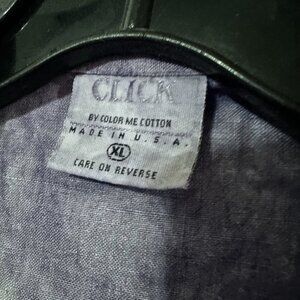 CLICK
BY COLOR ME COTTON
MADE IN U.S.A.
XL
CARE ON REVERSE